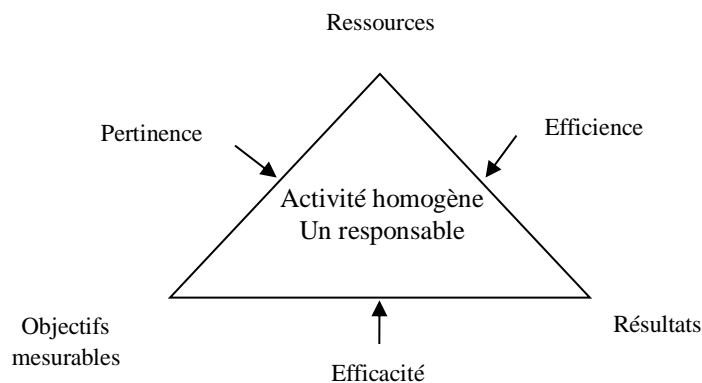 Ressources
Pertinence
Efficience
Activité homogène
Un responsable
Objectifs
mesurables
Résultats
Efficacité